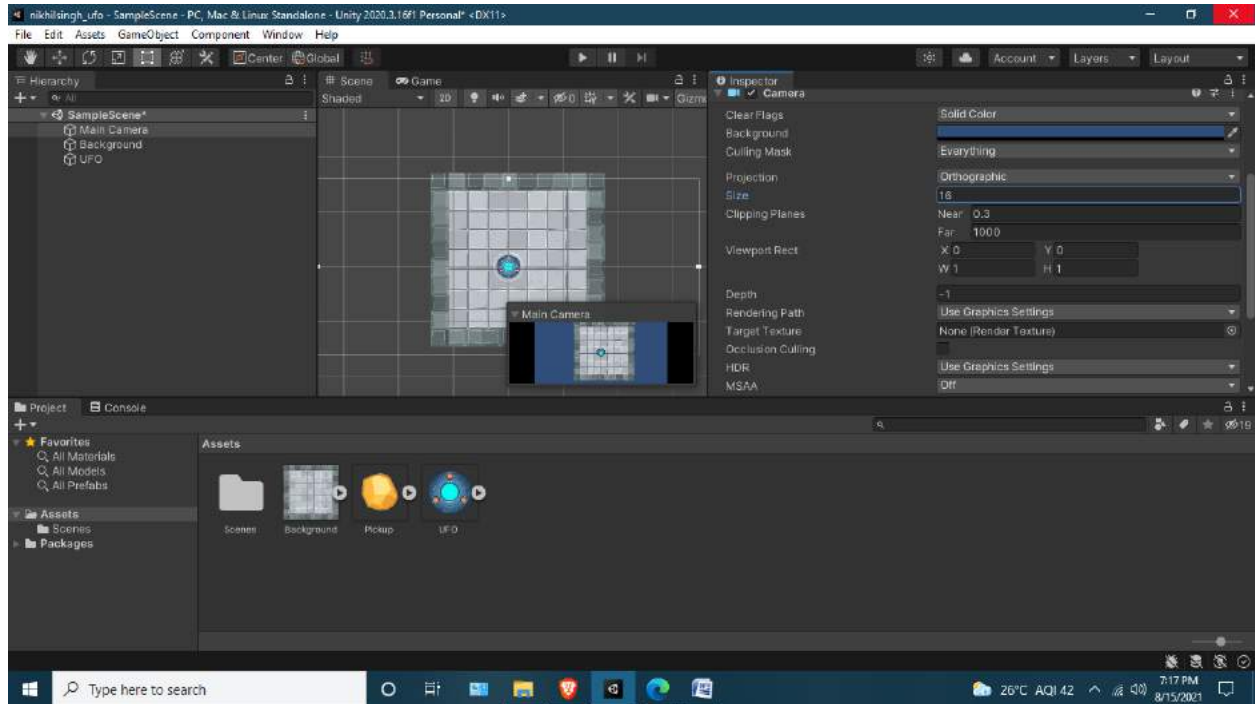 nikhilsingh_ufo - SampleScene - PC, Mac & Linux Standalone - Unity 2020.3.16f1 Personal* <DX11>
File Edit Assets GameObject Component Window Help
Center Global
Account Layers Layout
Hierarchy
All
SampleScene*
Main Camera
Background
UFO
Scene Game
Shaded 2D 0 Gizm
Main Camera
Inspector
Camera
Clear Flags Solid Color
Background
Culling Mask Everything
Projection Orthographic
Size 16
Clipping Planes Near 0.3
Far 1000
Viewport Rect X 0 Y 0
W 1 H 1
Depth -1
Rendering Path Use Graphics Settings
Target Texture None (Render Texture)
Occlusion Culling
HDR Use Graphics Settings
MSAA Off
Project Console
19
Favorites
All Materials
All Models
All Prefabs
Assets
Scenes
Packages
Assets
Scenes Background Pickup UFO
Type here to search
26°C AQI 42
7:17 PM
8/15/2021